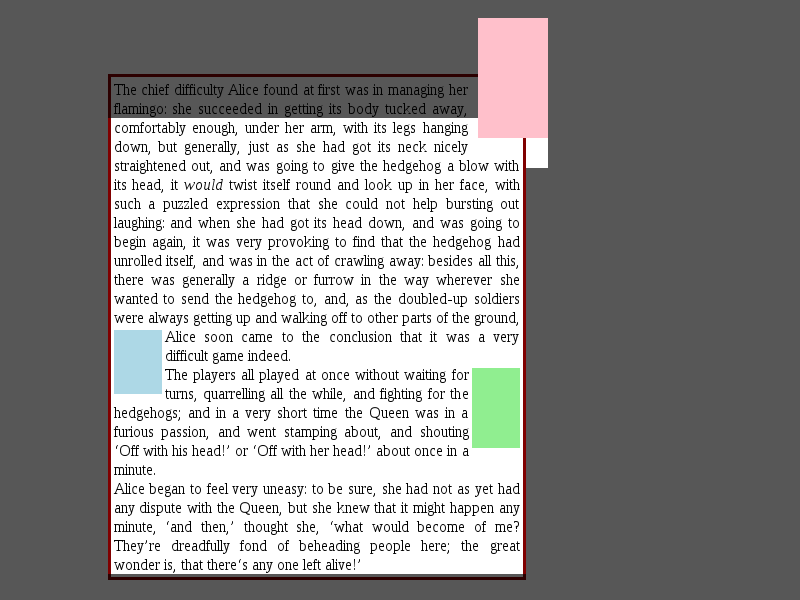 The chief difficulty Alice found at first was in managing her
flamingo: she succeeded in getting its body tucked away,
comfortably enough, under her arm, with its legs hanging
down, but generally, just as she had got its neck nicely
straightened out, and was going to give the hedgehog a blow with
its head, it would twist itself round and look up in her face, with
such a puzzled expression that she could not help bursting out
laughing: and when she had got its head down, and was going to
begin again, it was very provoking to find that the hedgehog had
unrolled itself, and was in the act of crawling away: besides all this,
there was generally a ridge or furrow in the way wherever she
wanted to send the hedgehog to, and, as the doubled-up soldiers
were always getting up and walking off to other parts of the ground,
Alice soon came to the conclusion that it was a very
difficult game indeed.
The players all played at once without waiting for
turns, quarrelling all the while, and fighting for the
hedgehogs; and in a very short time the Queen was in a
furious passion, and went stamping about, and shouting
‘Off with his head!’ or ‘Off with her head!’ about once in a
minute.
Alice began to feel very uneasy: to be sure, she had not as yet had
any dispute with the Queen, but she knew that it might happen any
minute, ‘and then,’ thought she, ‘what would become of me?
They’re dreadfully fond of beheading people here; the great
wonder is, that there‘s any one left alive!’